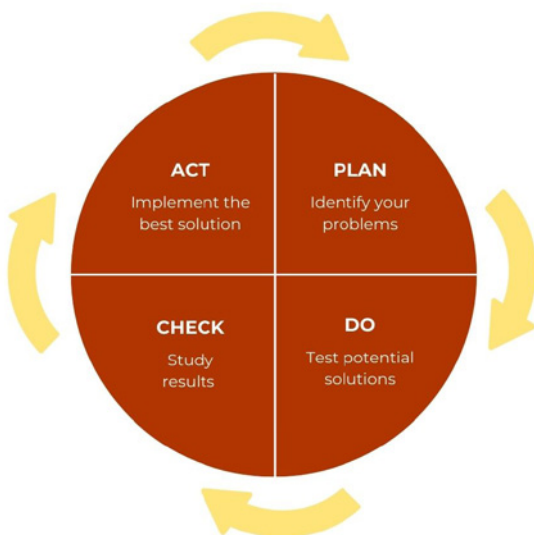 ACT
Implement the
best solution
PLAN
Identify your
problems
CHECK
Study
results
DO
Test potential
solutions